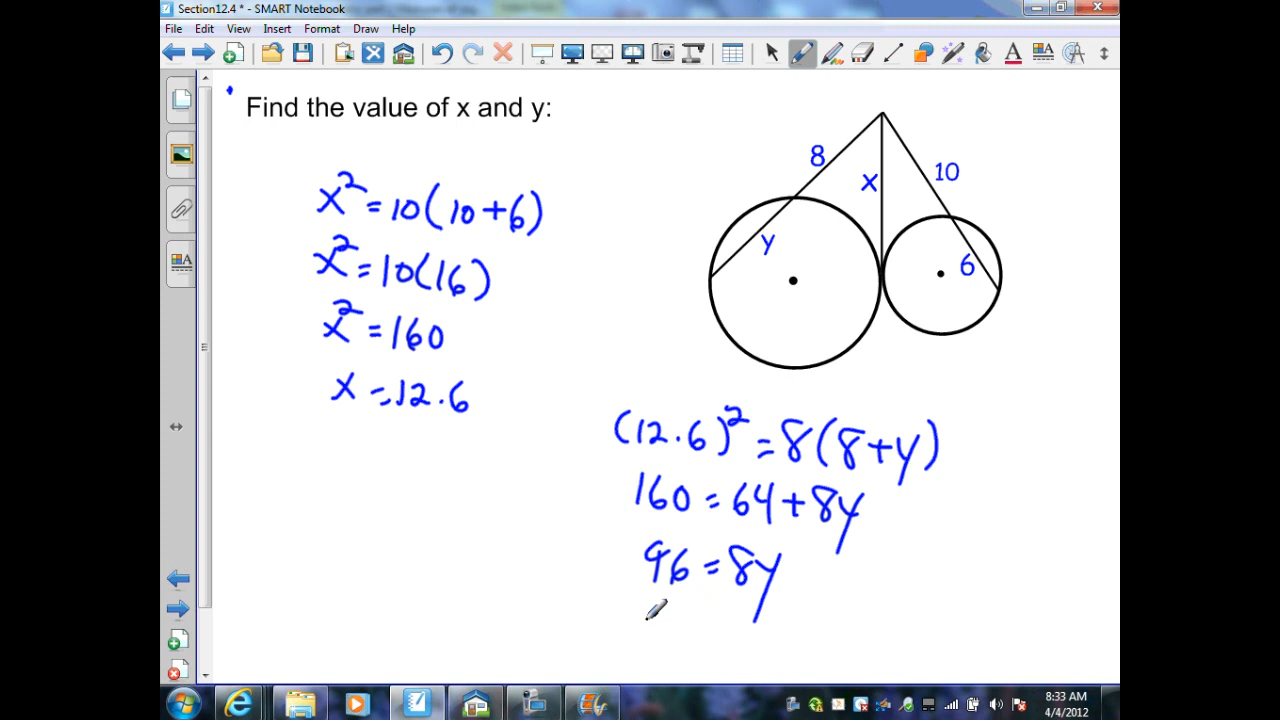 Section12.4 * - SMART Notebook
File Edit View Insert Format Draw Help
Find the value of x and y:
x² = 10(10+6)
x² = 10(16)
x² = 160
x = 12.6
8
x
10
y
6
(12.6)² = 8(8+y)
160 = 64+8y
96 = 8y
8:33 AM
4/4/2012